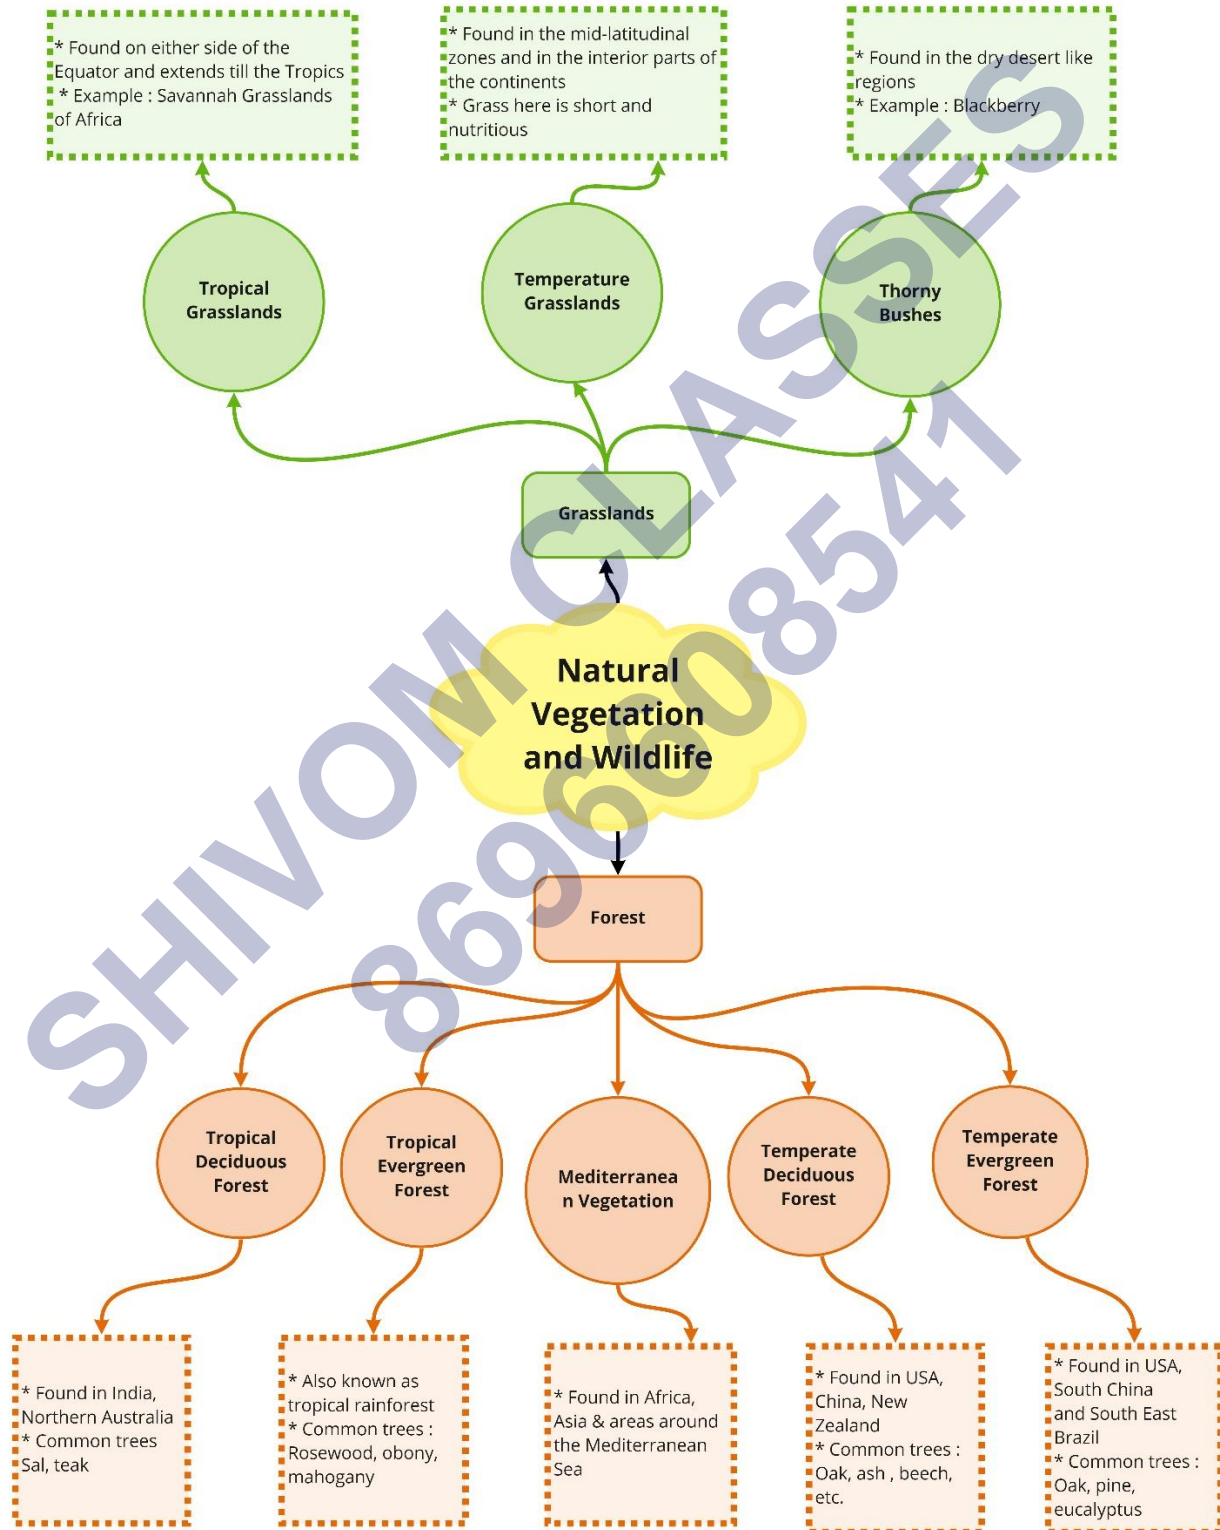 * Found on either side of the
Equator and extends till the Tropics
* Example : Savannah Grasslands
of Africa
* Found in the mid-latitudinal
zones and in the interior parts of
the continents
* Grass here is short and
nutritious
* Found in the dry desert like
regions
* Example : Blackberry
Tropical
Grasslands
Temperature
Grasslands
Thorny
Bushes
Grasslands
Natural
Vegetation
and Wildlife
Forest
Tropical
Deciduous
Forest
Tropical
Evergreen
Forest
Mediterranea
n Vegetation
Temperate
Deciduous
Forest
Temperate
Evergreen
Forest
* Found in India,
Northern Australia
* Common trees
Sal, teak
* Also known as
tropical rainforest
* Common trees :
Rosewood, obony,
mahogany
* Found in Africa,
Asia & areas around
the Mediterranean
Sea
* Found in USA,
China, New
Zealand
* Common trees :
Oak, ash , beech,
etc.
* Found in USA,
South China
and South East
Brazil
* Common trees :
Oak, pine,
eucalyptus
SHIVOM CLASSES
8696608541